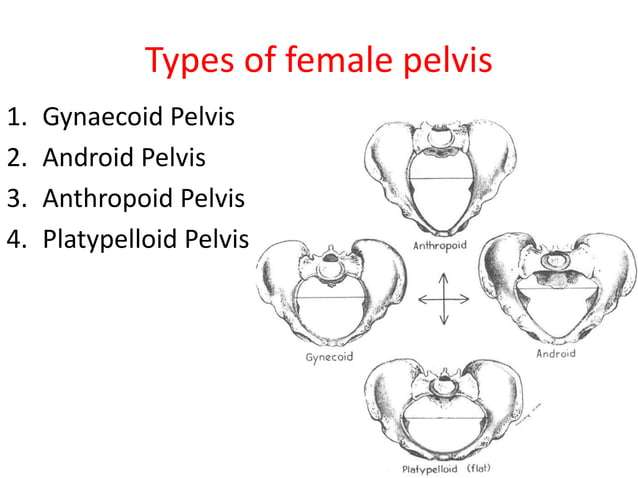 Types of female pelvis
1. Gynaecoid Pelvis
2. Android Pelvis
3. Anthropoid Pelvis
4. Platypelloid Pelvis
Anthropoid
Gynecoid
Android
Platypelloid (flat)